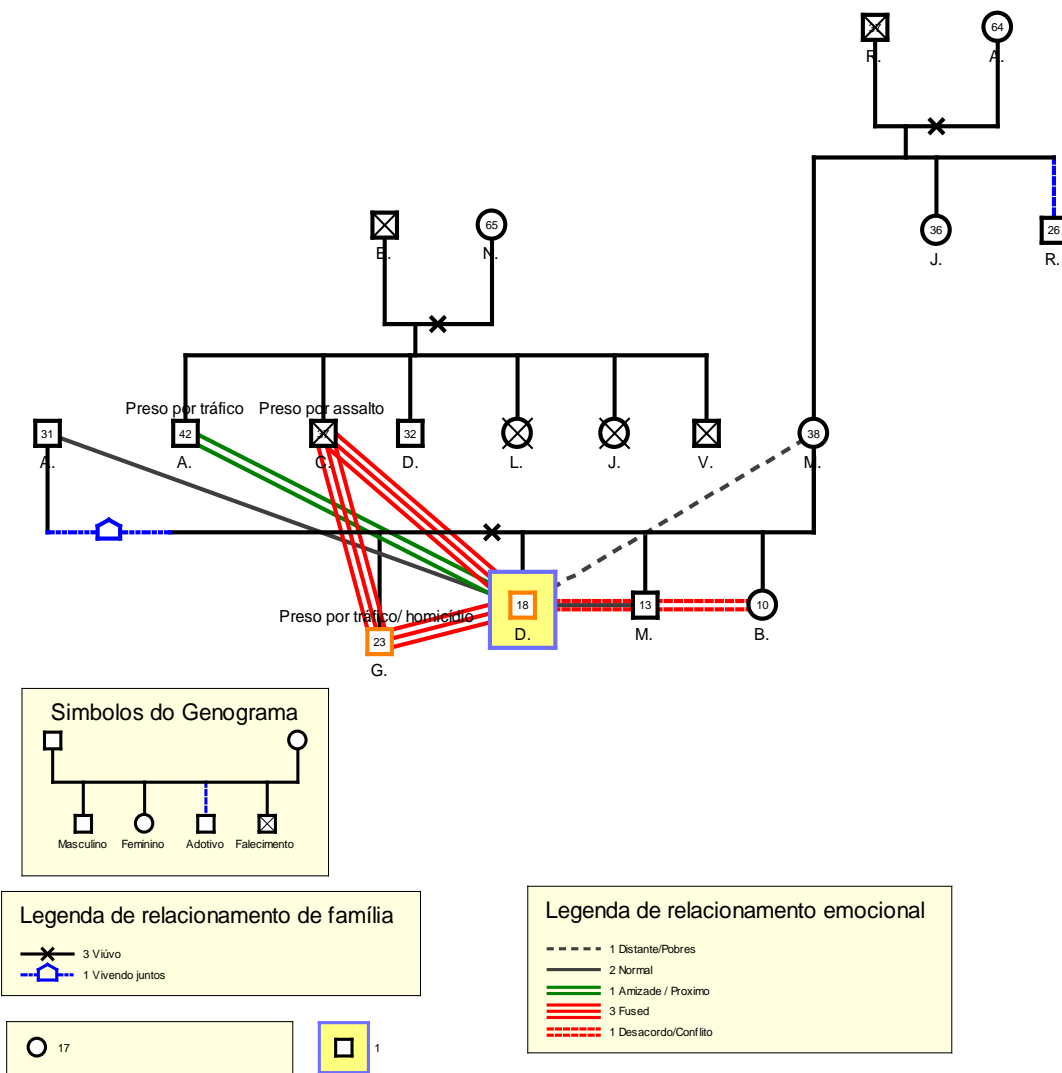 37 64
R. A.
65
E. N.
36 26
J. R.
Preso por tráfico Preso por assalto
31 42 37 32 38
A. A. C. D. L. J. V. M.
18 13 10
D. M. B.
Preso por tráfico/ homicídio
23
G.
Simbolos do Genograma
Masculino Feminino Adotivo Falecimento
Legenda de relacionamento de família
3 Viúvo
1 Vivendo juntos
Legenda de relacionamento emocional
1 Distante/Pobres
2 Normal
1 Amizade / Proximo
3 Fused
1 Desacordo/Conflito
17 1